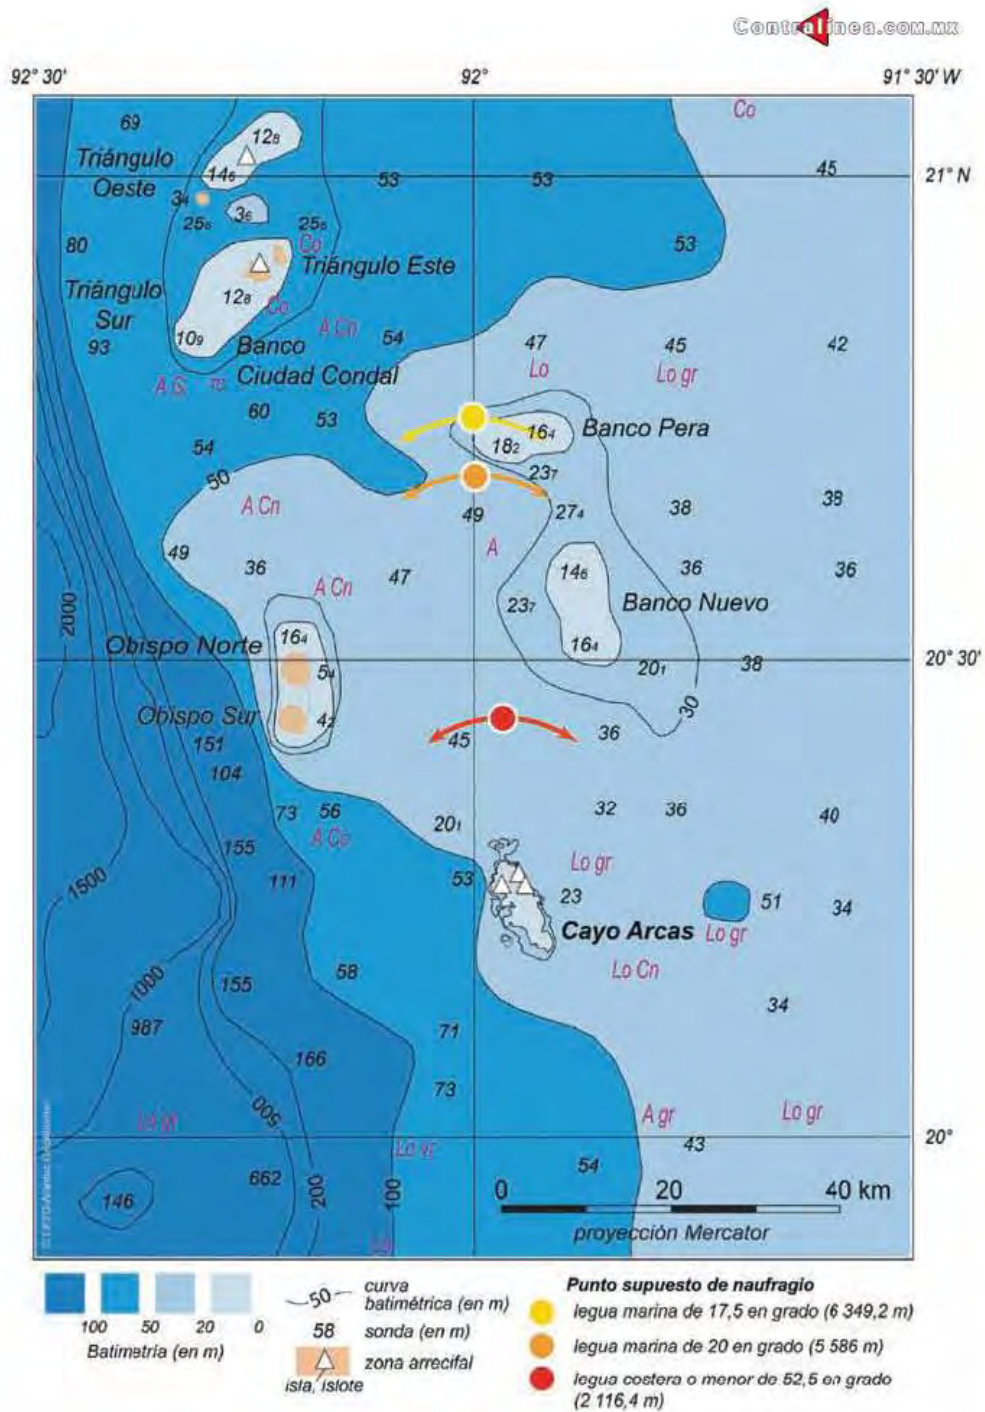 Contralínea.com.mx
92° 30'
92°
91° 30' W
Co
69
12₈
Triángulo
Oeste
14₆
45
53
53
21° N
3₄
3₆
25₆
25₆
Co
80
53
Triángulo Este
Triángulo
Sur
12₈
Co
A Cn
10₉
54
47
45
42
93
Banco
Ciudad Condal
Lo
Lo gr
60
53
16₄
Banco Pera
18₂
54
50
23₇
A Cn
49
27₄
38
38
A
49
36
A Cn
47
14₆
36
36
23₇
Banco Nuevo
2000
16₄
Obispo Norte
16₄
5₄
20₁
38
20° 30'
30
Obispo Sur
4₂
151
45
36
104
73
56
32
36
40
A Co
20₁
155
Lo gr
1500
111
53
23
51
34
Cayo Arcas
Lo gr
Lo Cn
58
1000
155
34
987
71
166
73
500
A gr
Lo gr
43
20°
Lo vr
54
662
146
200
100
0
20
40 km
proyección Mercator
100
50
20
0
Batimetria (en m)
50
curva
batimétrica (en m)
58
sonda (en m)
zona arrecifal
isla, islote
Punto supuesto de naufragio
legua marina de 17,5 en grado (6 349,2 m)
legua marina de 20 en grado (5 586 m)
legua costera o menor de 52,5 en grado
(2 116,4 m)